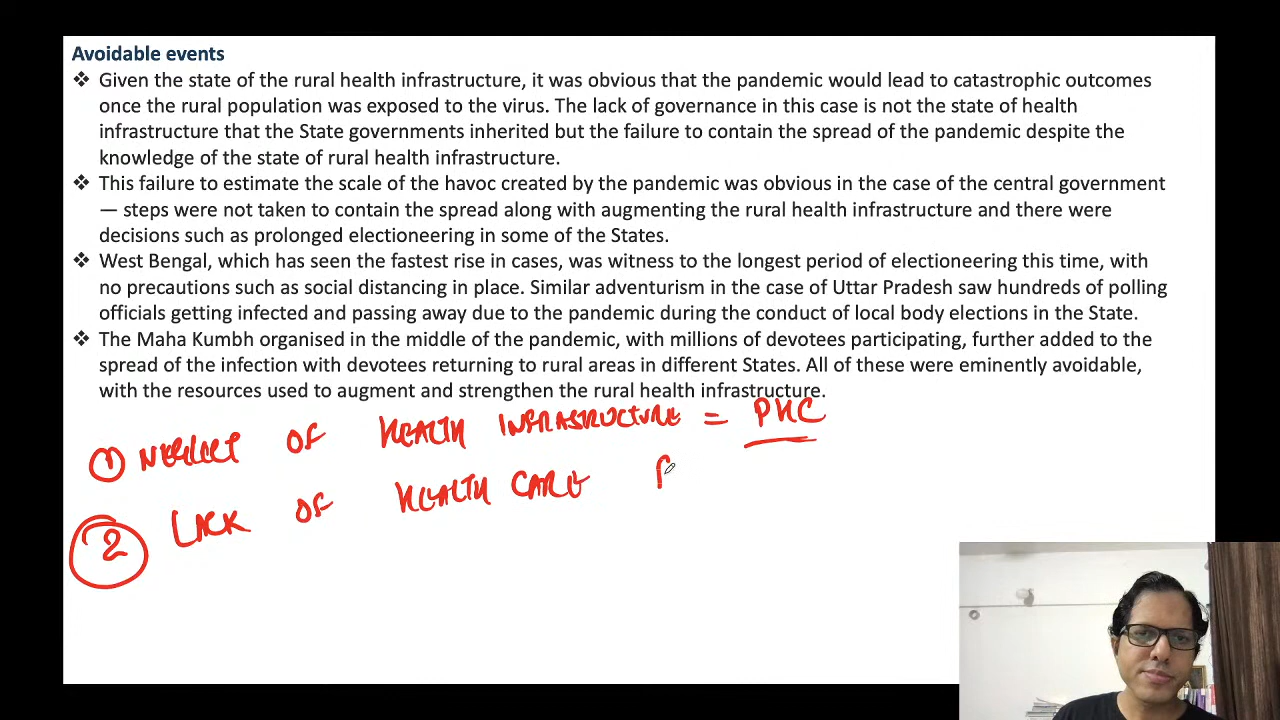 Avoidable events
❖ Given the state of the rural health infrastructure, it was obvious that the pandemic would lead to catastrophic outcomes
once the rural population was exposed to the virus. The lack of governance in this case is not the state of health
infrastructure that the State governments inherited but the failure to contain the spread of the pandemic despite the
knowledge of the state of rural health infrastructure.
❖ This failure to estimate the scale of the havoc created by the pandemic was obvious in the case of the central government
— steps were not taken to contain the spread along with augmenting the rural health infrastructure and there were
decisions such as prolonged electioneering in some of the States.
❖ West Bengal, which has seen the fastest rise in cases, was witness to the longest period of electioneering this time, with
no precautions such as social distancing in place. Similar adventurism in the case of Uttar Pradesh saw hundreds of polling
officials getting infected and passing away due to the pandemic during the conduct of local body elections in the State.
❖ The Maha Kumbh organised in the middle of the pandemic, with millions of devotees participating, further added to the
spread of the infection with devotees returning to rural areas in different States. All of these were eminently avoidable,
with the resources used to augment and strengthen the rural health infrastructure.
① NEGLECT OF HEALTH INFRASTRUCTURE = PHC
② LACK OF HEALTH CARE P